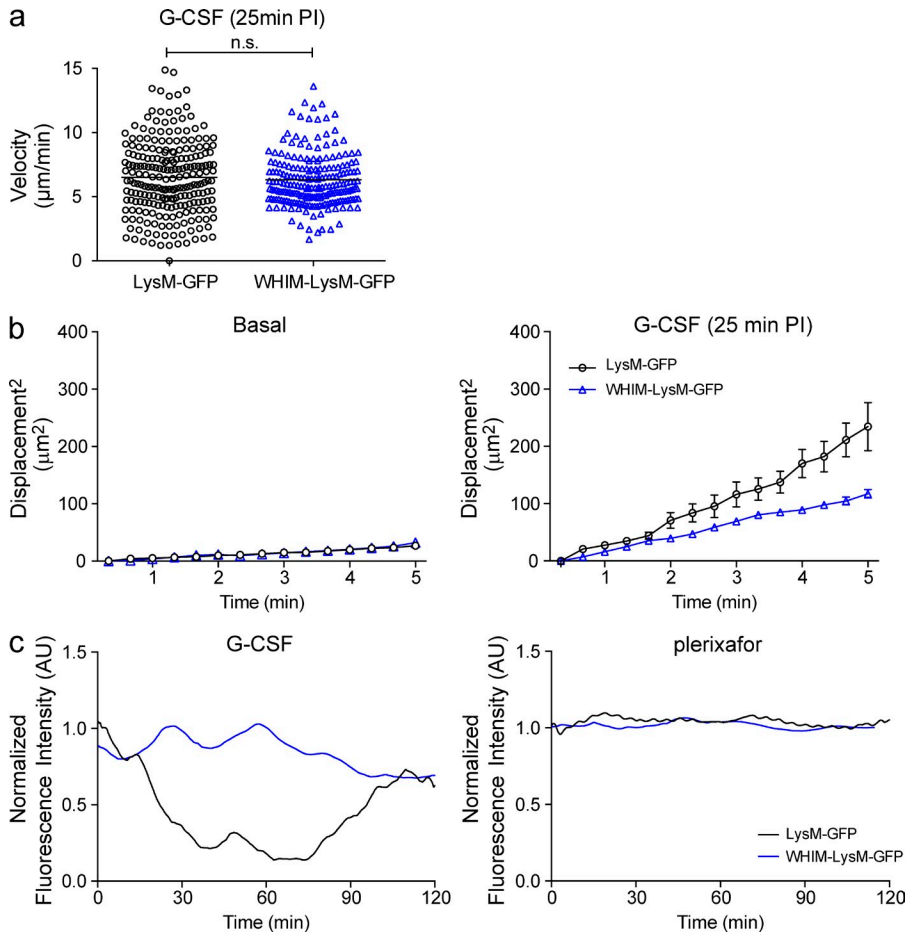 a
G-CSF (25min PI)
n.s.
15
10
5
0
Velocity
(µm/min)
LysM-GFP
WHIM-LysM-GFP
b
Basal
400
300
200
100
0
Displacement²
(µm²)
1 2 3 4 5
Time (min)
G-CSF (25 min PI)
LysM-GFP
WHIM-LysM-GFP
400
300
200
100
0
Displacement²
(µm²)
1 2 3 4 5
Time (min)
c
G-CSF
1.5
1.0
0.5
0.0
Normalized
Fluorescence Intensity (AU)
0 30 60 90 120
Time (min)
plerixafor
1.5
1.0
0.5
0.0
Normalized
Fluorescence Intensity (AU)
LysM-GFP
WHIM-LysM-GFP
0 30 60 90 120
Time (min)